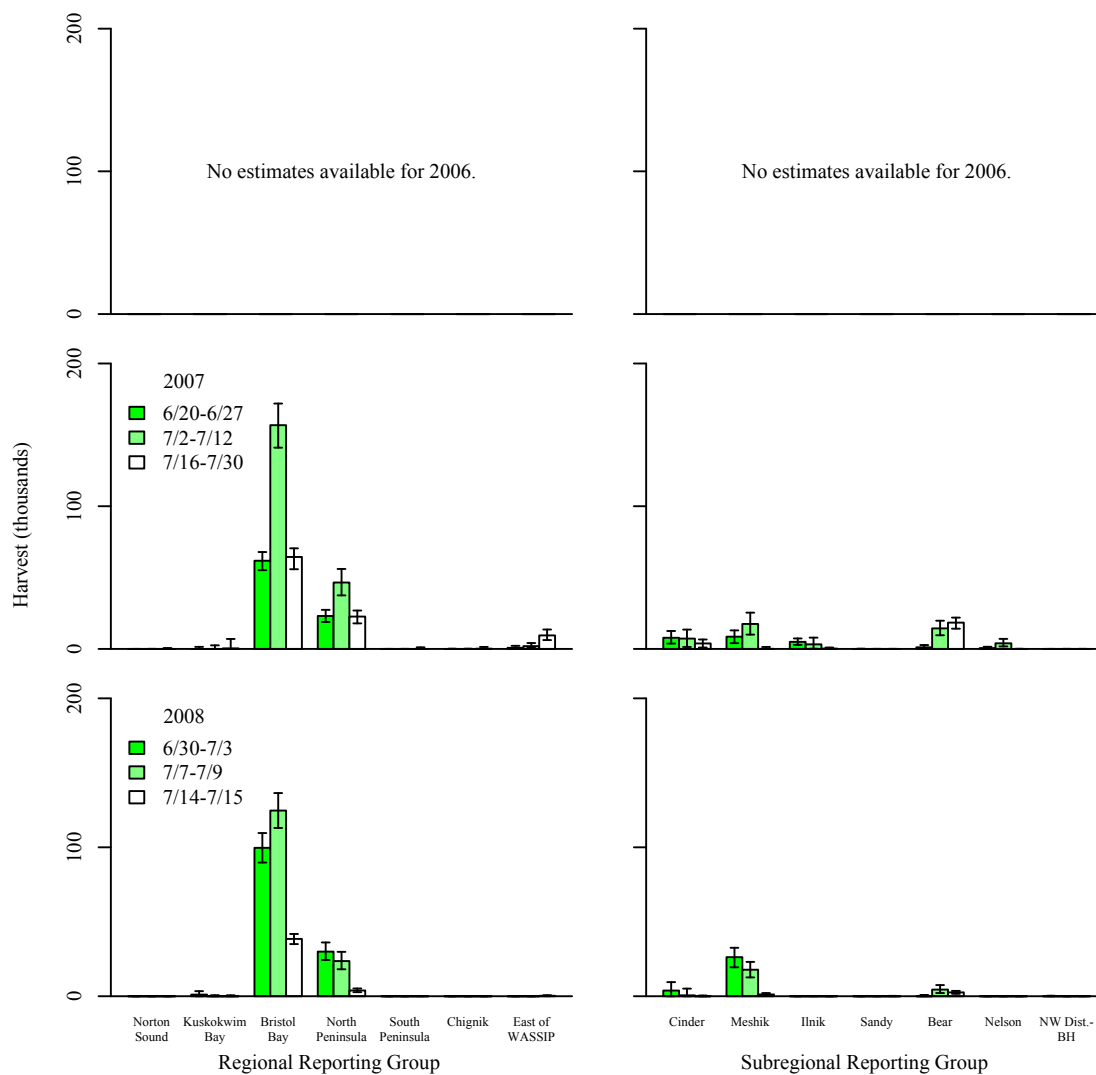 200
100
0
No estimates available for 2006.
No estimates available for 2006.
Harvest (thousands)
200
100
0
2007
6/20-6/27
7/2-7/12
7/16-7/30
200
100
0
2008
6/30-7/3
7/7-7/9
7/14-7/15
Norton Sound
Kuskokwim Bay
Bristol Bay
North Peninsula
South Peninsula
Chignik
East of WASSIP
Regional Reporting Group
Cinder
Meshik
Ilnik
Sandy
Bear
Nelson
NW Dist.-BH
Subregional Reporting Group